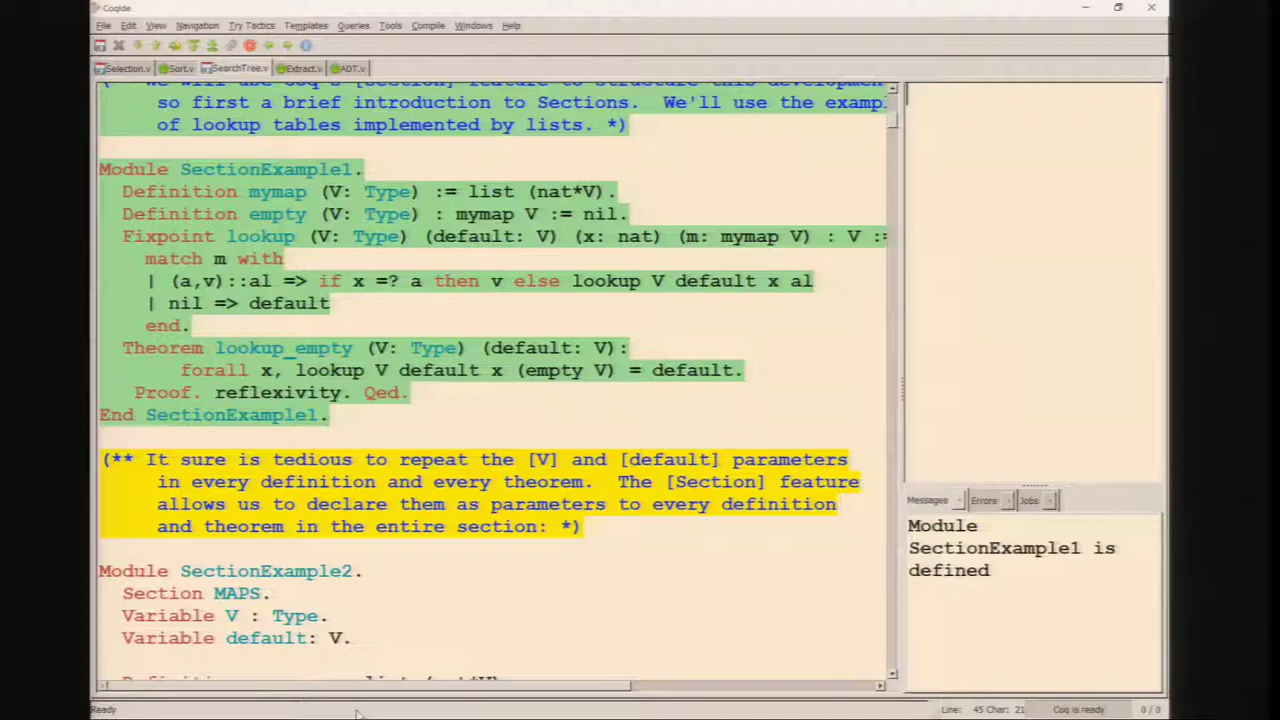 CoqIde
File Edit View Navigation Try Tactics Templates Queries Tools Compile Windows Help
Selection.v Sort.v SearchTree.v Extract.v ADT.v
so first a brief introduction to Sections.  We'll use the examp
of lookup tables implemented by lists. *)
Module SectionExample1.
Definition mymap (V: Type) := list (nat*V).
Definition empty (V: Type) : mymap V := nil.
Fixpoint lookup (V: Type) (default: V) (x: nat) (m: mymap V) : V :=
match m with
| (a,v)::al => if x =? a then v else lookup V default x al
| nil => default
end.
Theorem lookup_empty (V: Type) (default: V):
forall x, lookup V default x (empty V) = default.
Proof. reflexivity. Qed.
End SectionExample1.
(** It sure is tedious to repeat the [V] and [default] parameters
in every definition and every theorem.  The [Section] feature
allows us to declare them as parameters to every definition
and theorem in the entire section: *)
Module SectionExample2.
Section MAPS.
Variable V : Type.
Variable default: V.
Messages Errors Jobs
Module
SectionExample1 is
defined
Ready
Line: 45 Char: 21
Coq is ready
0 / 0